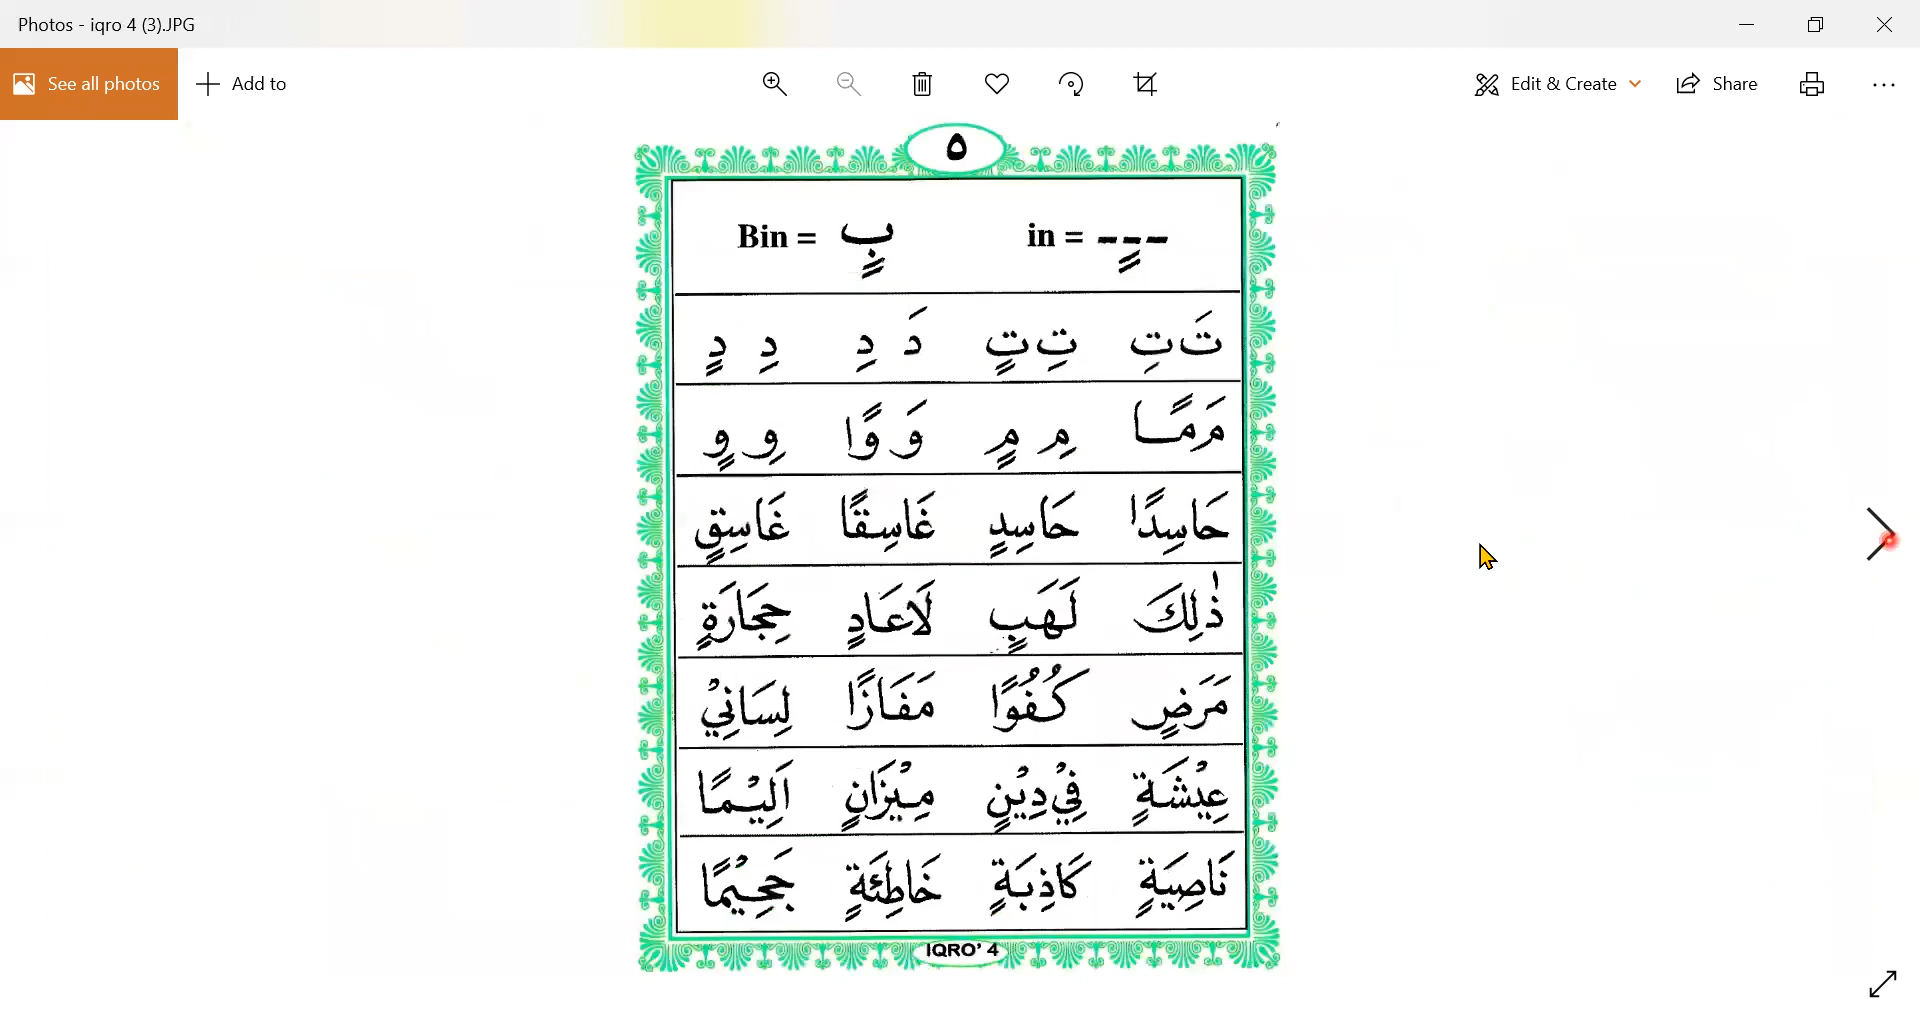 Photos - iqro 4 (3).JPG
See all photos
Add to
Edit & Create
Share
٥
Bin = بٍ in = ---ٍ
تَ تِ تِ تٍ دَ دِ دِ دٍ
مَ مًا مِ مٍ وَ وًا وِ وٍ
حَاسِدًا حَاسِدٍ غَاسِقًا غَاسِقٍ
ذٰلِكَ لَهَبٍ لَاعَادٍ حِجَارَةٍ
مَرَضٍ كُفُوًا مَفَازًا لِسَانِيْ
عِيْشَةٍ فِيْ دِيْنٍ مِيْزَانٍ اَلِيْمًا
نَاصِيَةٍ كَاذِبَةٍ خَاطِئَةٍ جَحِيْمًا
IQRO' 4